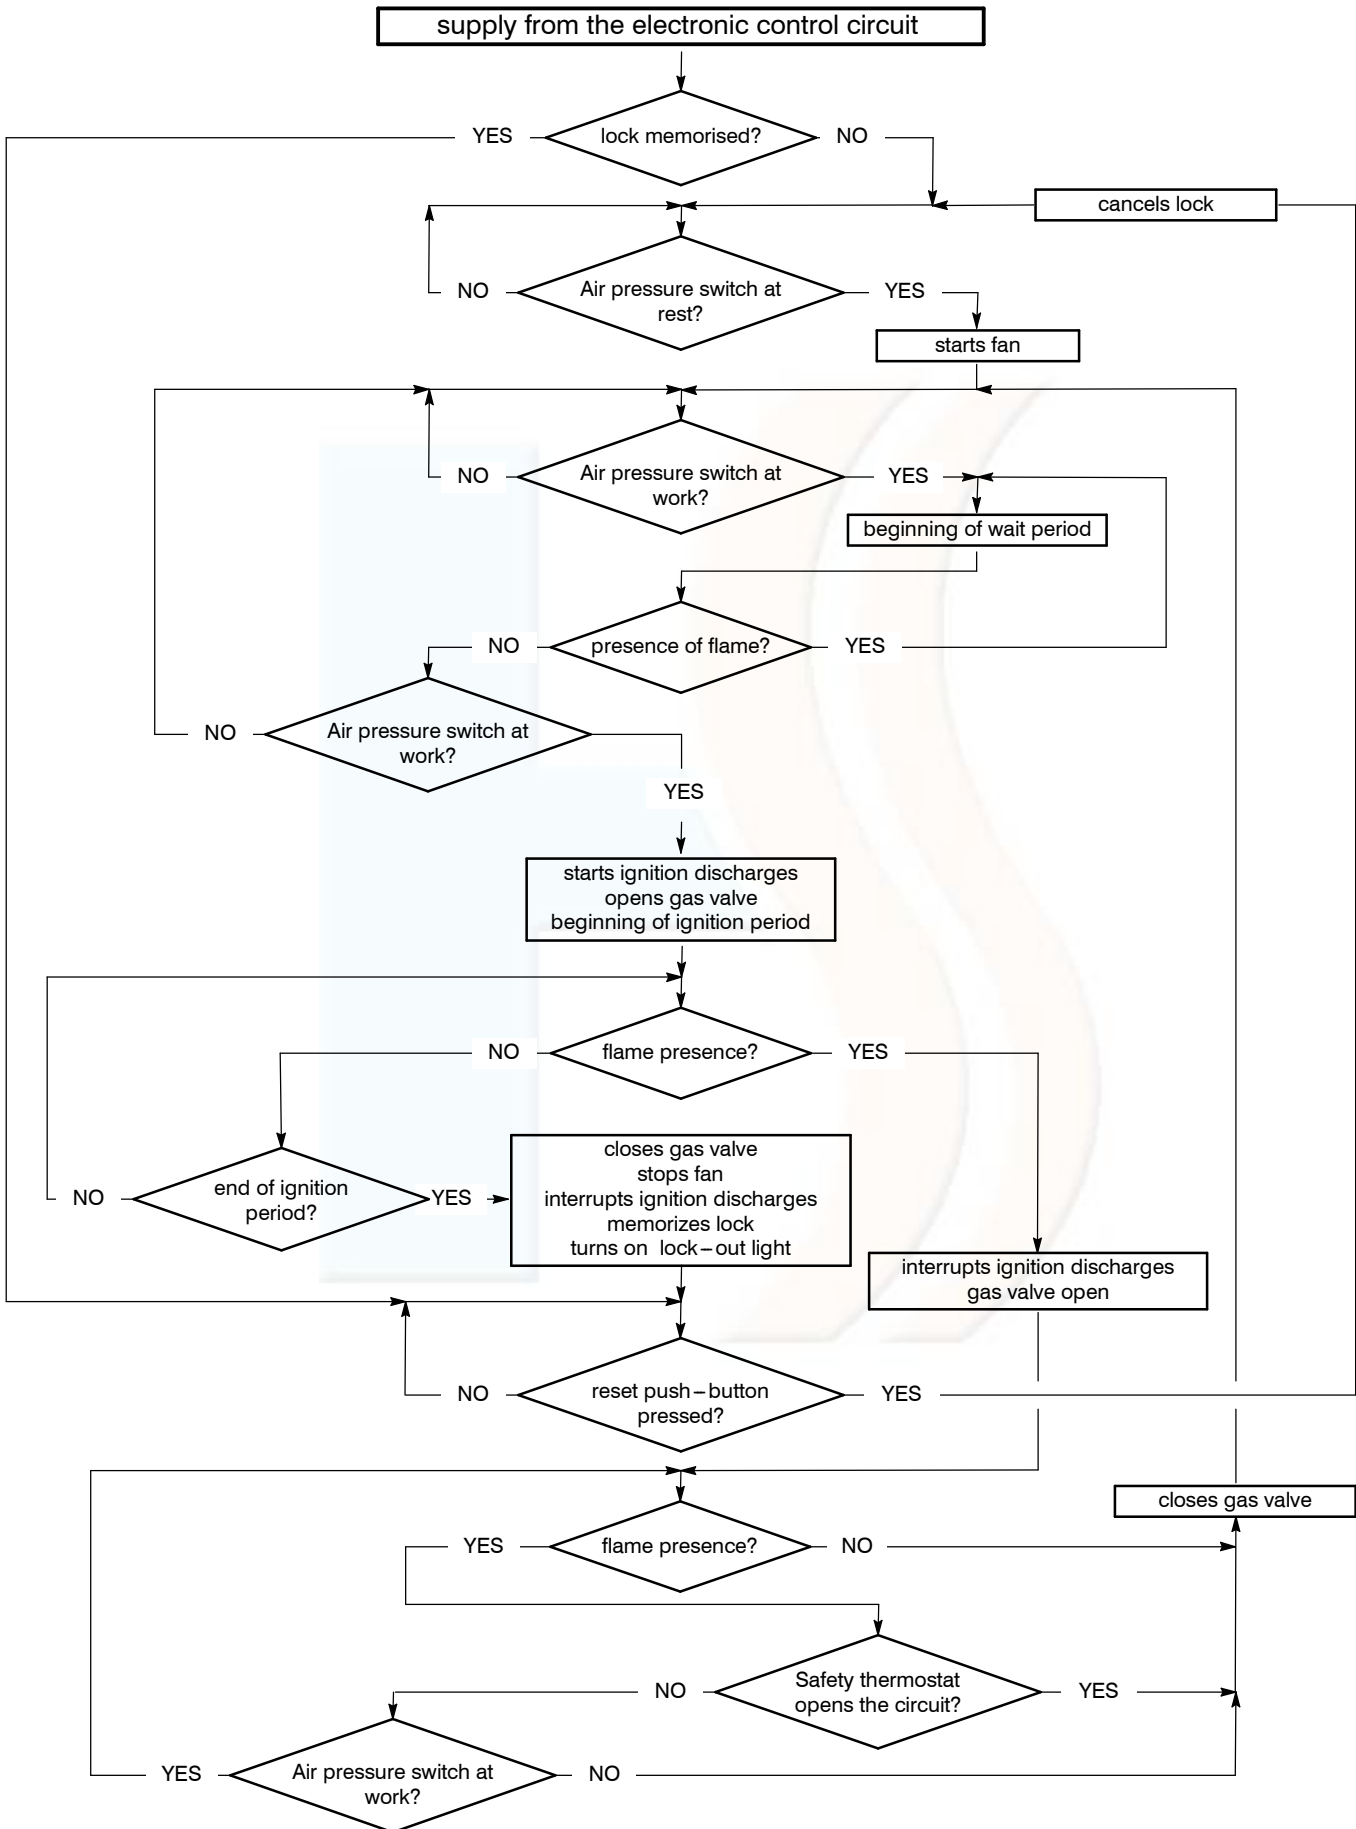 supply from the electronic control circuit
YES
lock memorised?
NO
cancels lock
NO
Air pressure switch at
rest?
YES
starts fan
NO
Air pressure switch at
work?
YES
beginning of wait period
NO
presence of flame?
YES
NO
Air pressure switch at
work?
YES
starts ignition discharges
opens gas valve
beginning of ignition period
NO
flame presence?
YES
NO
end of ignition
period?
YES
closes gas valve
stops fan
interrupts ignition discharges
memorizes lock
turns on lock-out light
interrupts ignition discharges
gas valve open
NO
reset push-button
pressed?
YES
closes gas valve
YES
flame presence?
NO
NO
Safety thermostat
opens the circuit?
YES
YES
Air pressure switch at
work?
NO